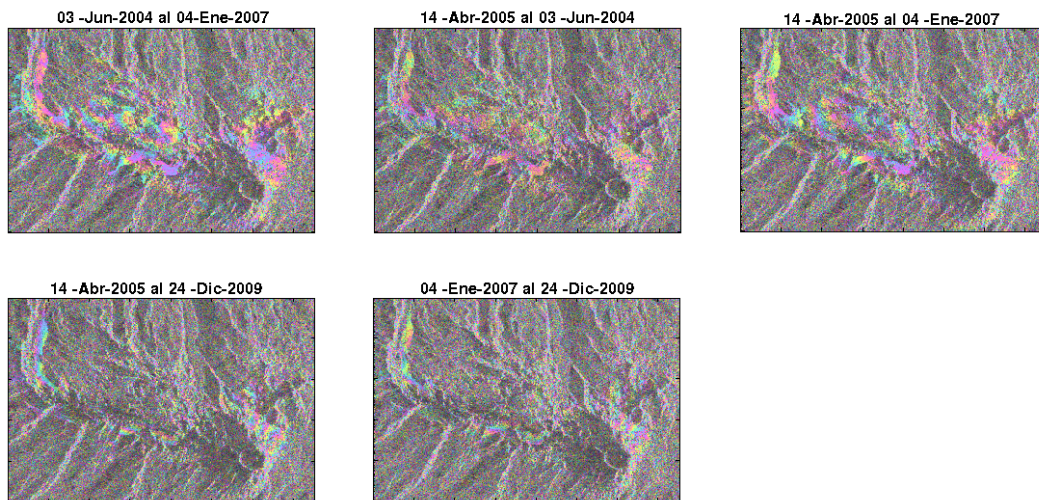 03 -Jun-2004 al 04-Ene-2007
14 -Abr-2005 al 03 -Jun-2004
14 -Abr-2005 al 04 -Ene-2007
14 -Abr-2005 al 24 -Dic-2009
04 -Ene-2007 al 24 -Dic-2009